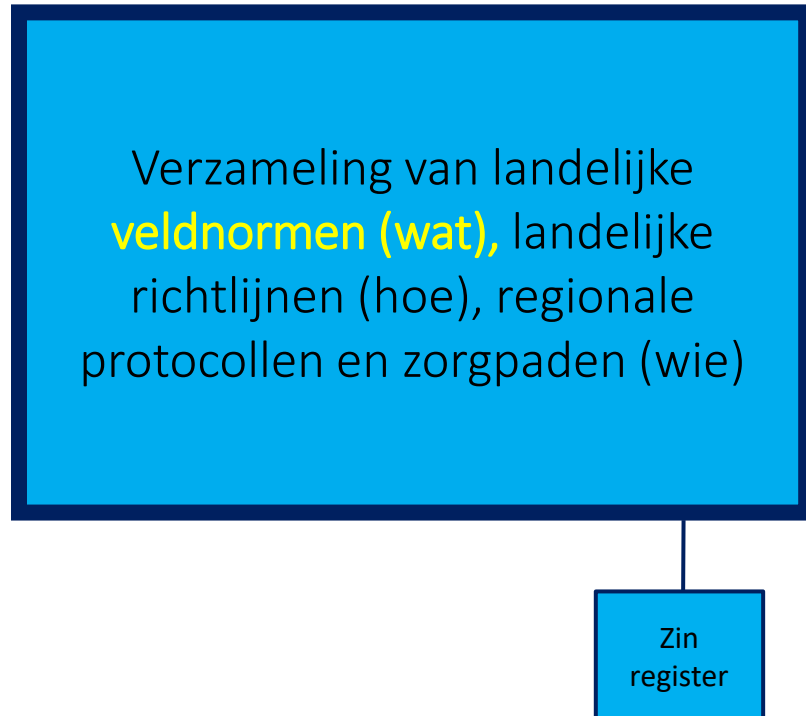 Verzameling van landelijke
veldnormen (wat), landelijke
richtlijnen (hoe), regionale
protocollen en zorgpaden (wie)
Zin
register